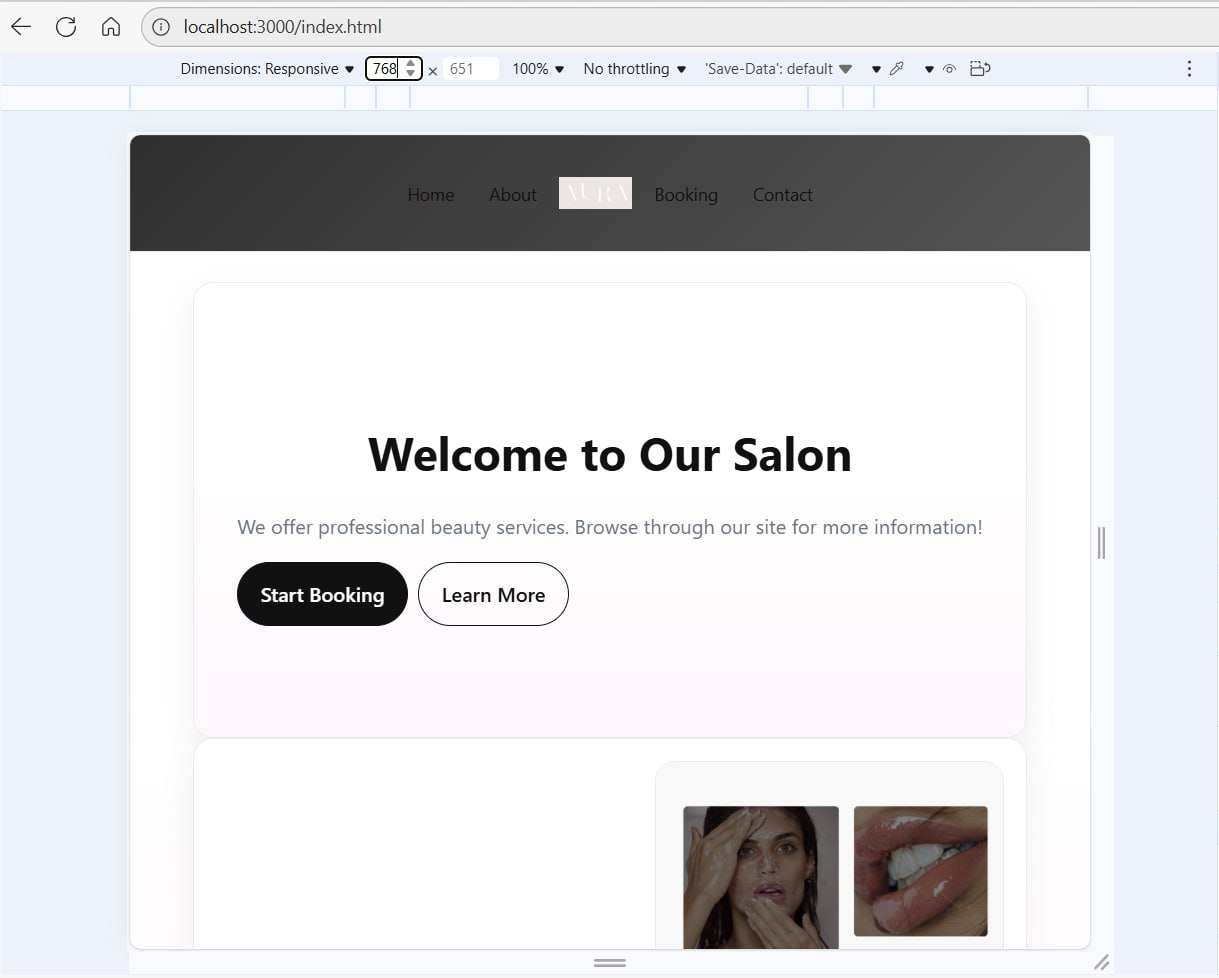 localhost:3000/index.html
Dimensions: Responsive 768 × 651 100% No throttling 'Save-Data': default
Home About AURA Booking Contact
Welcome to Our Salon
We offer professional beauty services. Browse through our site for more information!
Start Booking Learn More